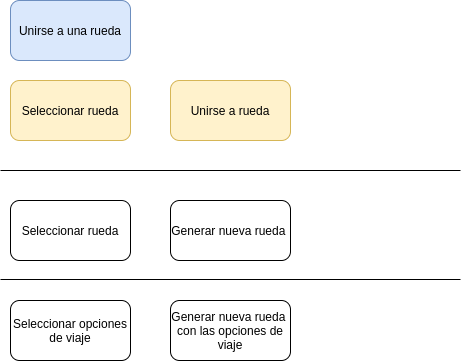 Unirse a una rueda
Seleccionar rueda
Unirse a rueda
Seleccionar rueda
Generar nueva rueda
Seleccionar opciones
de viaje
Generar nueva rueda
con las opciones de
viaje